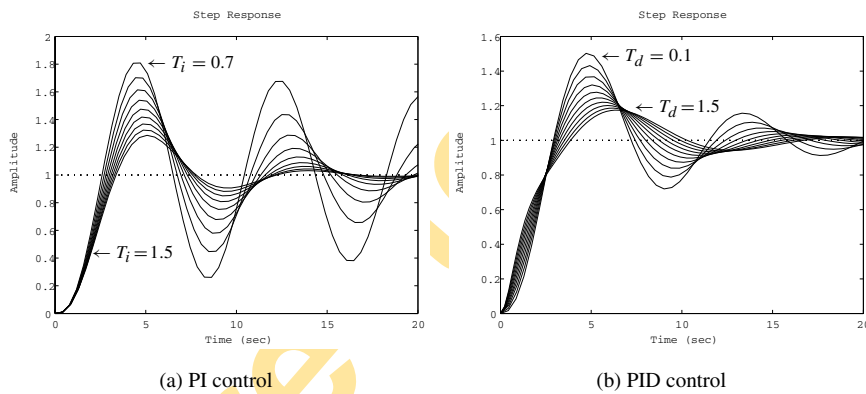 Step Response
2
1.8
1.6
1.4
1.2
1
0.8
0.6
0.4
0.2
0
0 5 10 15 20
Amplitude
Time (sec)
← T_i = 0.7
← T_i = 1.5
(a) PI control
Step Response
1.6
1.4
1.2
1
0.8
0.6
0.4
0.2
0
0 5 10 15 20
Amplitude
Time (sec)
← T_d = 0.1
← T_d = 1.5
(b) PID control